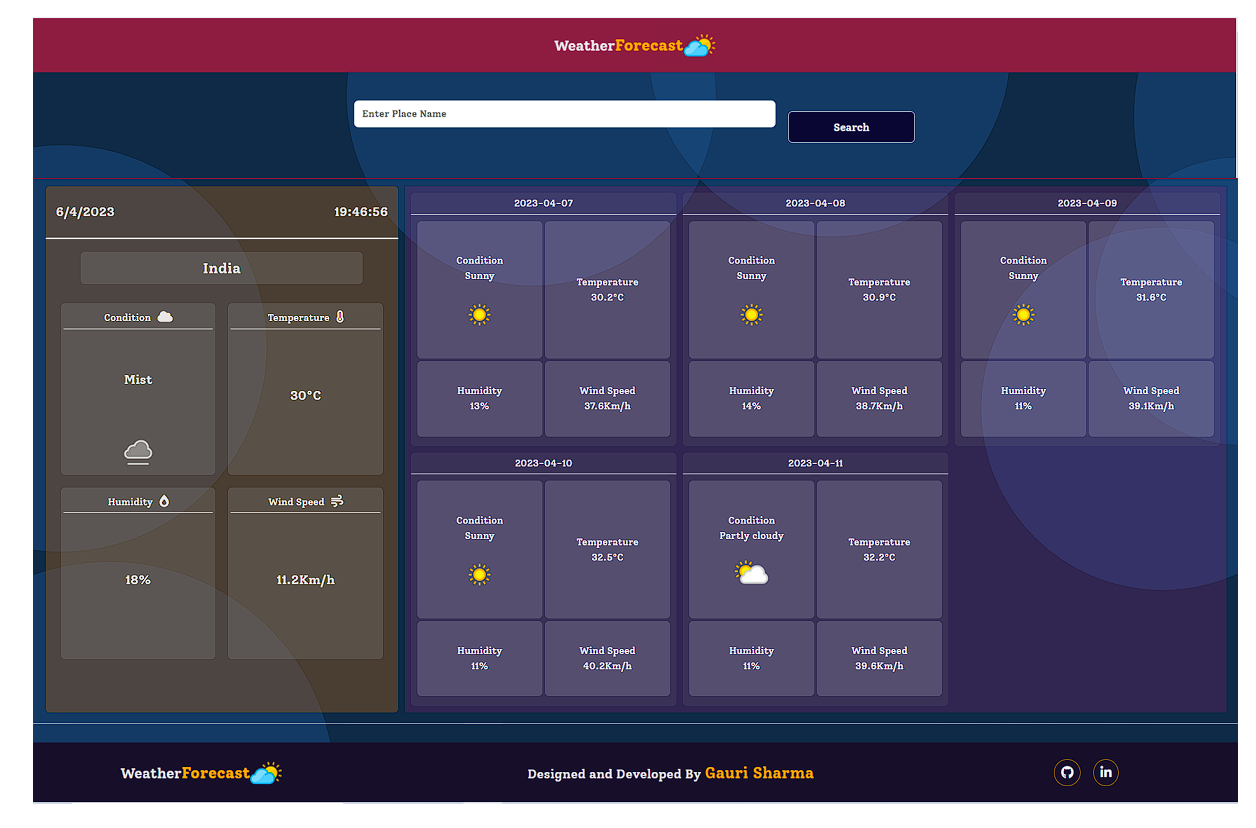 WeatherForecast
Enter Place Name
Search
6/4/2023 19:46:56
India
Condition
Mist
Temperature
30°C
Humidity
18%
Wind Speed
11.2Km/h
2023-04-07
Condition
Sunny
Temperature
30.2°C
Humidity
13%
Wind Speed
37.6Km/h
2023-04-08
Condition
Sunny
Temperature
30.9°C
Humidity
14%
Wind Speed
38.7Km/h
2023-04-09
Condition
Sunny
Temperature
31.6°C
Humidity
11%
Wind Speed
39.1Km/h
2023-04-10
Condition
Sunny
Temperature
32.5°C
Humidity
11%
Wind Speed
40.2Km/h
2023-04-11
Condition
Partly cloudy
Temperature
32.2°C
Humidity
11%
Wind Speed
39.6Km/h
WeatherForecast
Designed and Developed By Gauri Sharma
in